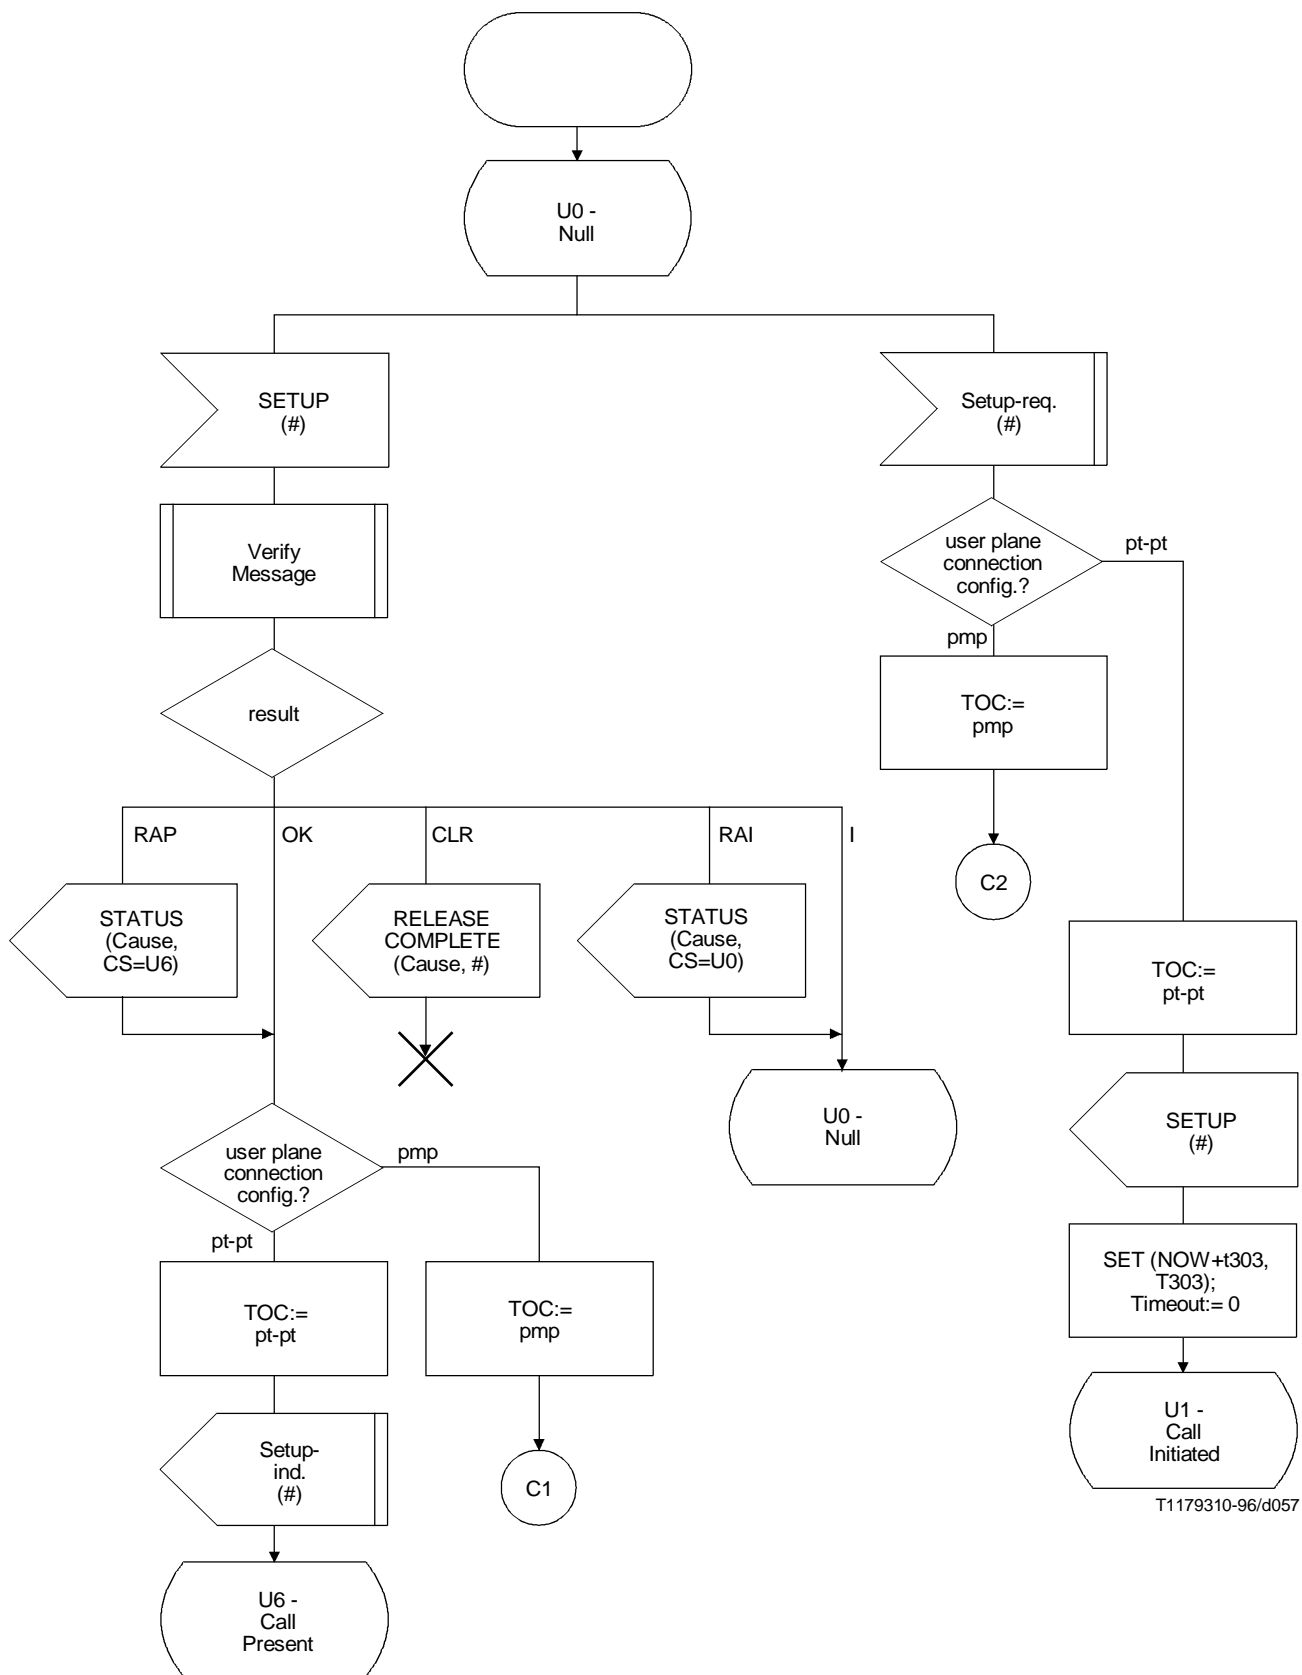 U0 -
Null
SETUP
(#)
Setup-req.
(#)
Verify
Message
user plane
connection
config.?
pt-pt
pmp
result
TOC:=
pmp
RAP
OK
CLR
RAI
I
C2
STATUS
(Cause,
CS=U6)
RELEASE
COMPLETE
(Cause, #)
STATUS
(Cause,
CS=U0)
TOC:=
pt-pt
U0 -
Null
SETUP
(#)
user plane
connection
config.?
pmp
pt-pt
TOC:=
pt-pt
TOC:=
pmp
SET (NOW+t303,
T303);
Timeout:= 0
Setup-
ind.
(#)
C1
U1 -
Call
Initiated
T1179310-96/d057
U6 -
Call
Present